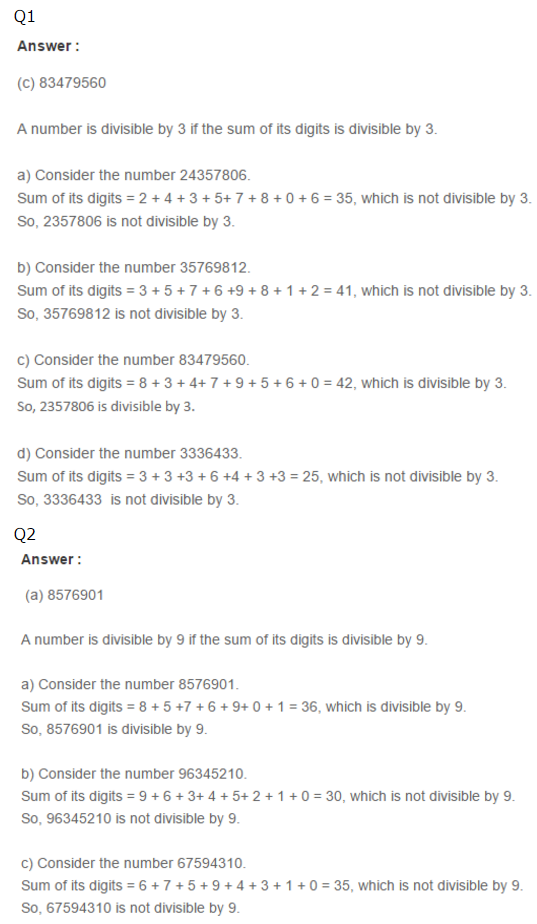 Q1
Answer :
(c) 83479560
A number is divisible by 3 if the sum of its digits is divisible by 3.
a) Consider the number 24357806.
Sum of its digits = 2 + 4 + 3 + 5+ 7 + 8 + 0 + 6 = 35, which is not divisible by 3.
So, 2357806 is not divisible by 3.
b) Consider the number 35769812.
Sum of its digits = 3 + 5 + 7 + 6 +9 + 8 + 1 + 2 = 41, which is not divisible by 3.
So, 35769812 is not divisible by 3.
c) Consider the number 83479560.
Sum of its digits = 8 + 3 + 4+ 7 + 9 + 5 + 6 + 0 = 42, which is divisible by 3.
So, 2357806 is divisible by 3.
d) Consider the number 3336433.
Sum of its digits = 3 + 3 +3 + 6 +4 + 3 +3 = 25, which is not divisible by 3.
So, 3336433  is not divisible by 3.
Q2
Answer :
(a) 8576901
A number is divisible by 9 if the sum of its digits is divisible by 9.
a) Consider the number 8576901.
Sum of its digits = 8 + 5 +7 + 6 + 9+ 0 + 1 = 36, which is divisible by 9.
So, 8576901 is divisible by 9.
b) Consider the number 96345210.
Sum of its digits = 9 + 6 + 3+ 4 + 5+ 2 + 1 + 0 = 30, which is not divisible by 9.
So, 96345210 is not divisible by 9.
c) Consider the number 67594310.
Sum of its digits = 6 + 7 + 5 + 9 + 4 + 3 + 1 + 0 = 35, which is not divisible by 9.
So, 67594310 is not divisible by 9.